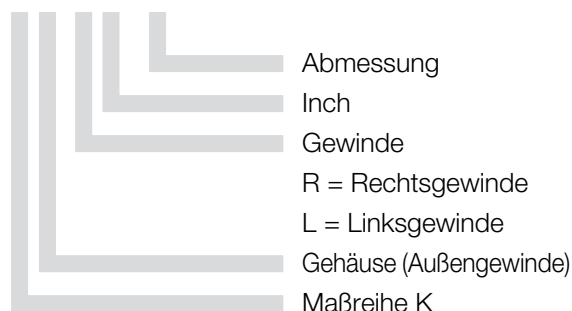 Abmessung
Inch
Gewinde
R = Rechtsgewinde
L = Linksgewinde
Gehäuse (Außengewinde)
Maßreihe K